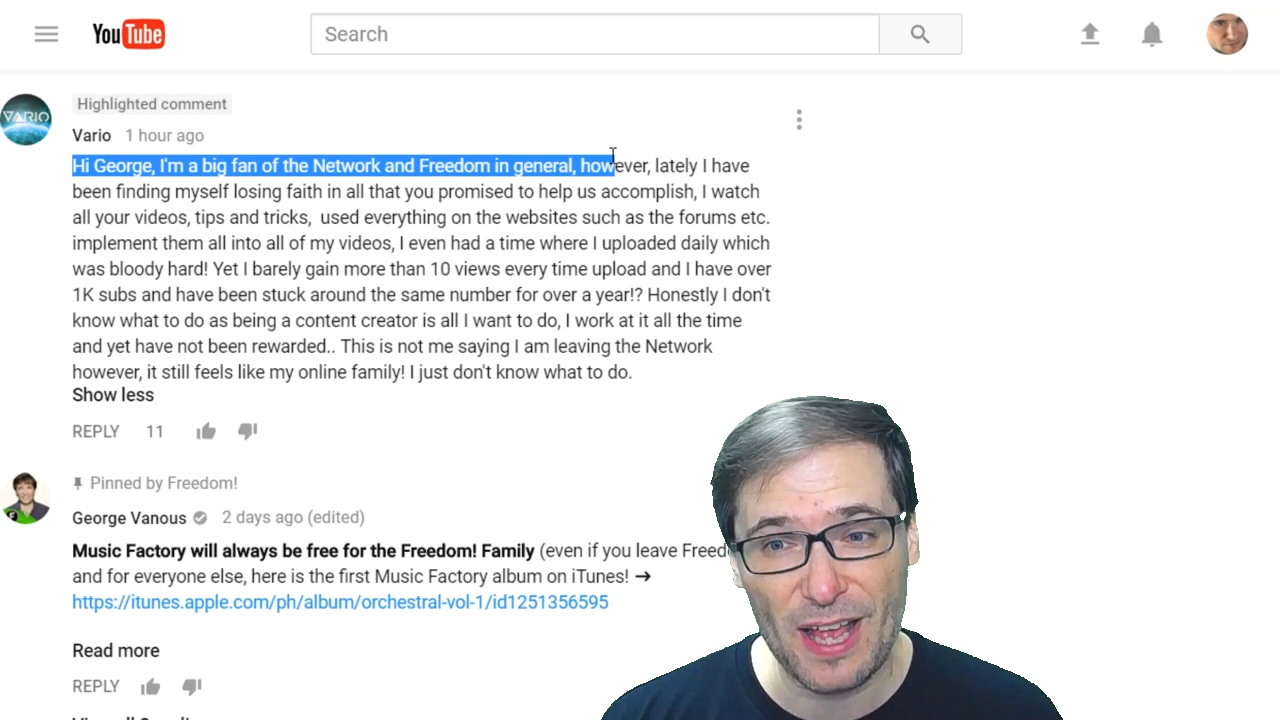 YouTube
Search
Highlighted comment
VARIO
Vario 1 hour ago
Hi George, I'm a big fan of the Network and Freedom in general, however, lately I have
been finding myself losing faith in all that you promised to help us accomplish, I watch
all your videos, tips and tricks,  used everything on the websites such as the forums etc.
implement them all into all of my videos, I even had a time where I uploaded daily which
was bloody hard! Yet I barely gain more than 10 views every time upload and I have over
1K subs and have been stuck around the same number for over a year!? Honestly I don't
know what to do as being a content creator is all I want to do, I work at it all the time
and yet have not been rewarded.. This is not me saying I am leaving the Network
however, it still feels like my online family! I just don't know what to do.
Show less
REPLY 11
Pinned by Freedom!
George Vanous 2 days ago (edited)
Music Factory will always be free for the Freedom! Family (even if you leave Freed
and for everyone else, here is the first Music Factory album on iTunes! →
https://itunes.apple.com/ph/album/orchestral-vol-1/id1251356595
Read more
REPLY